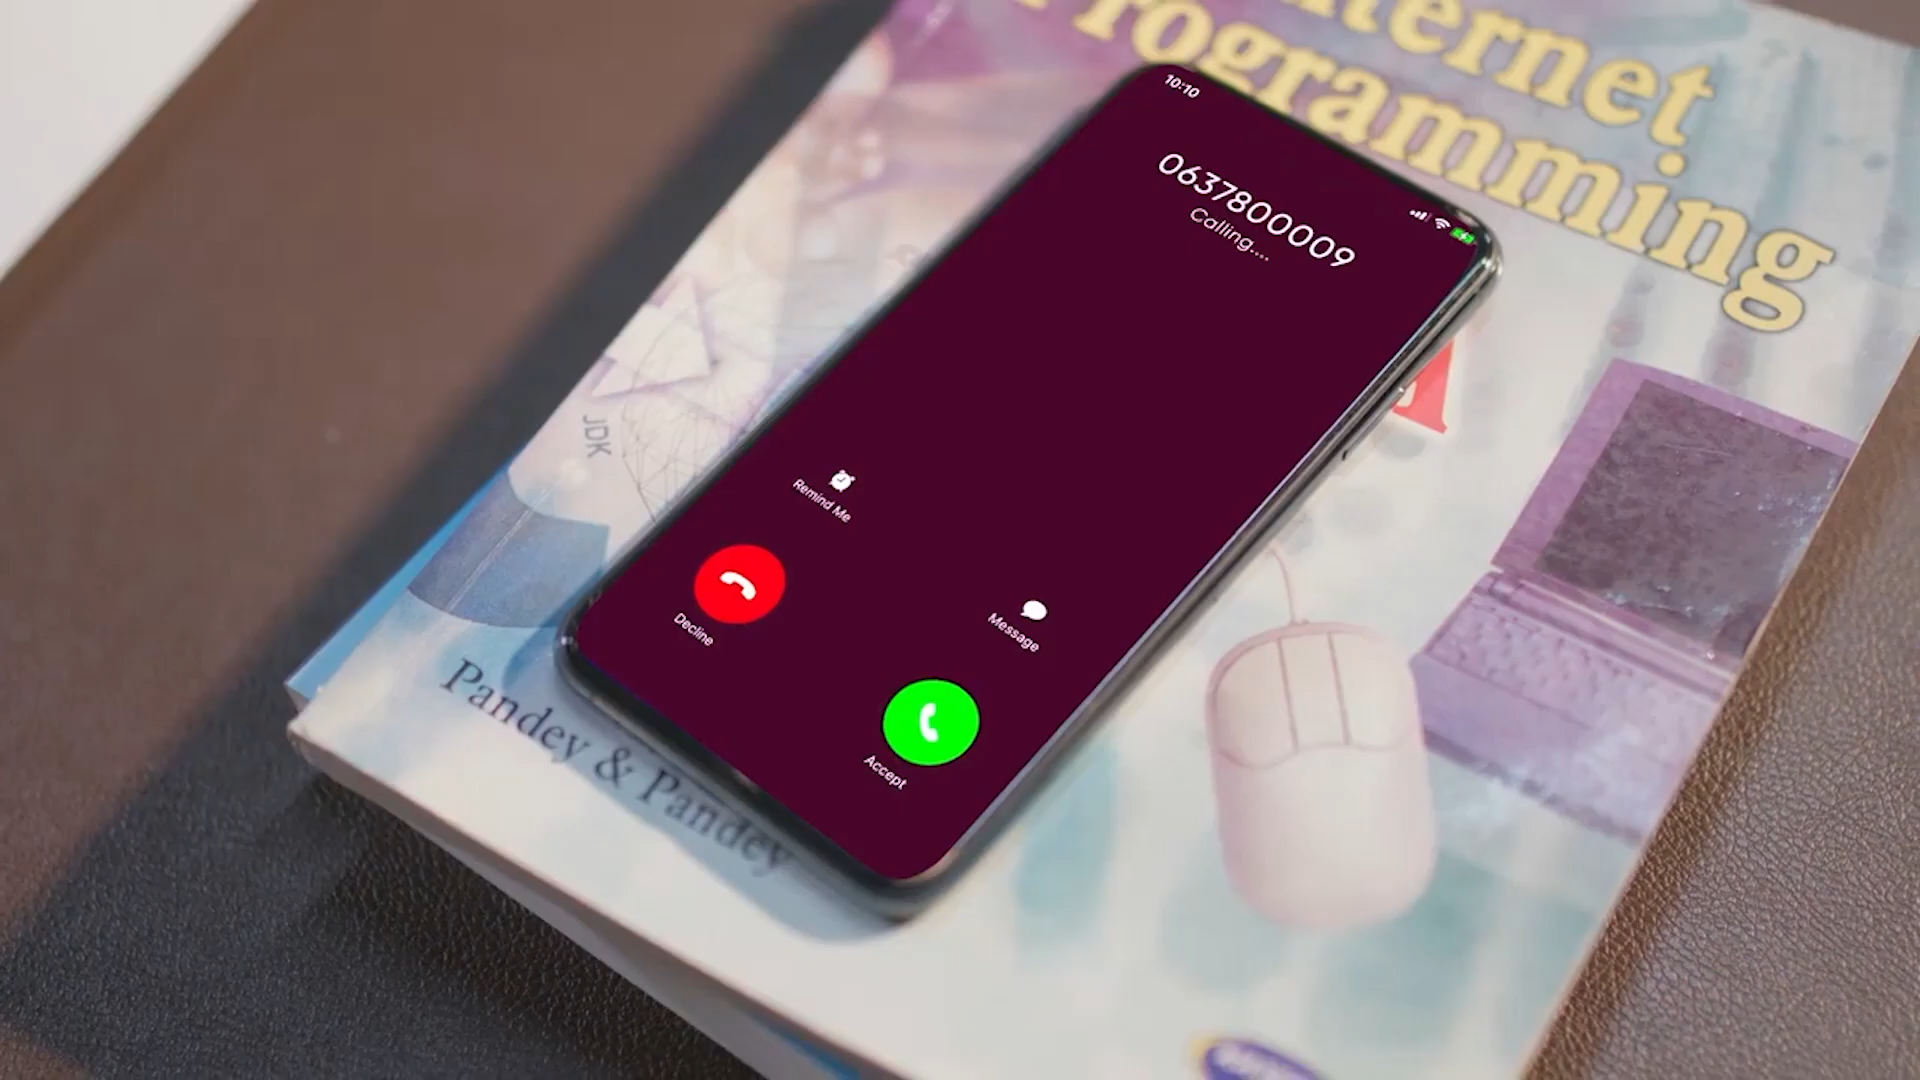 Internet
Programming
10:10
0637800009
Calling....
JDK
Remind Me
Message
Decline
Accept
Pandey & Pandey